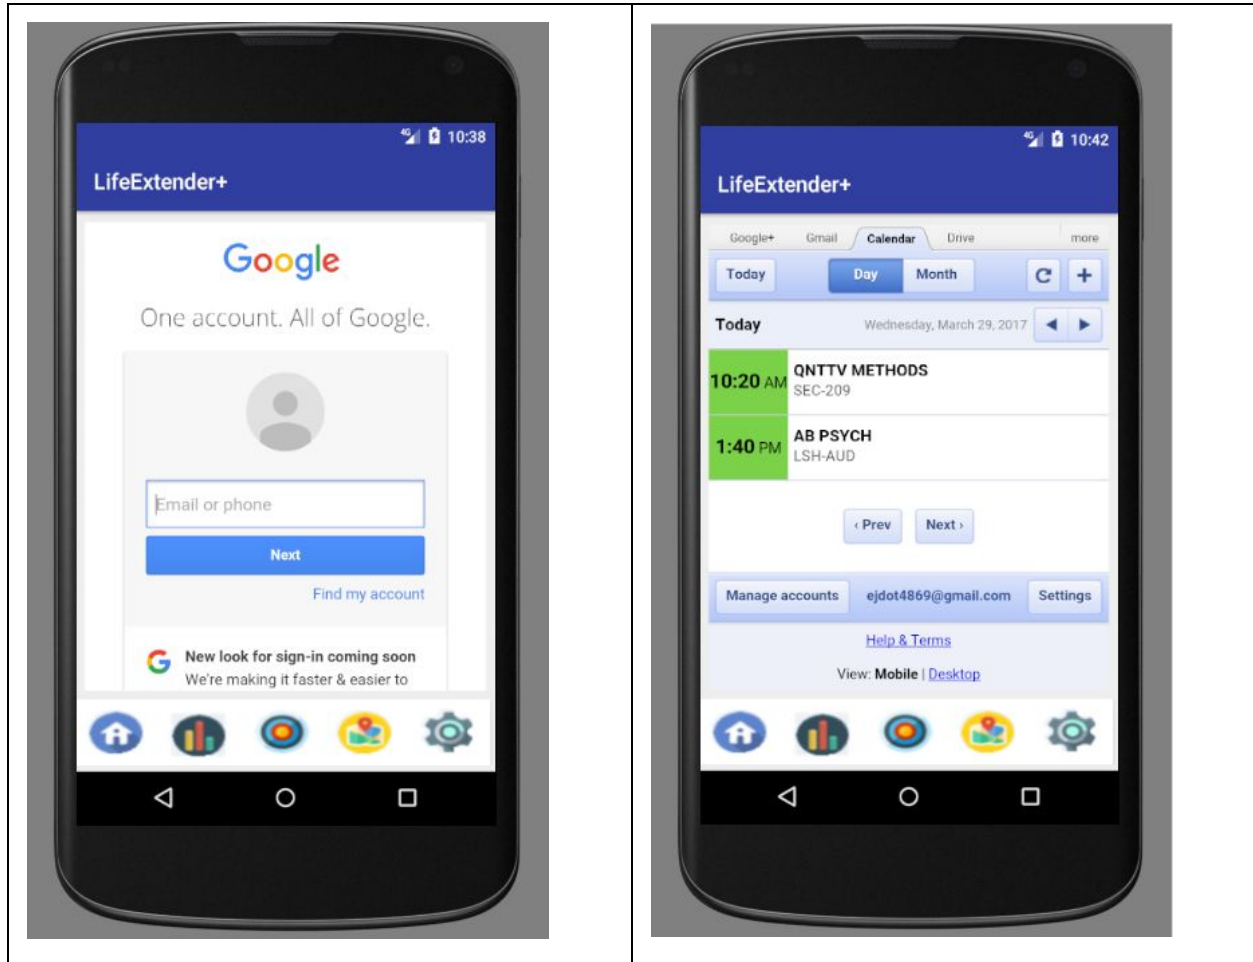 4G 10:38
LifeExtender+
Google
One account. All of Google.
Email or phone
Next
Find my account
G New look for sign-in coming soon
We're making it faster & easier to
4G 10:42
LifeExtender+
Google+ Gmail Calendar Drive more
Today Day Month C +
Today Wednesday, March 29, 2017
10:20 AM QNTTV METHODS
SEC-209
1:40 PM AB PSYCH
LSH-AUD
‹ Prev Next ›
Manage accounts ejdot4869@gmail.com Settings
Help & Terms
View: Mobile | Desktop